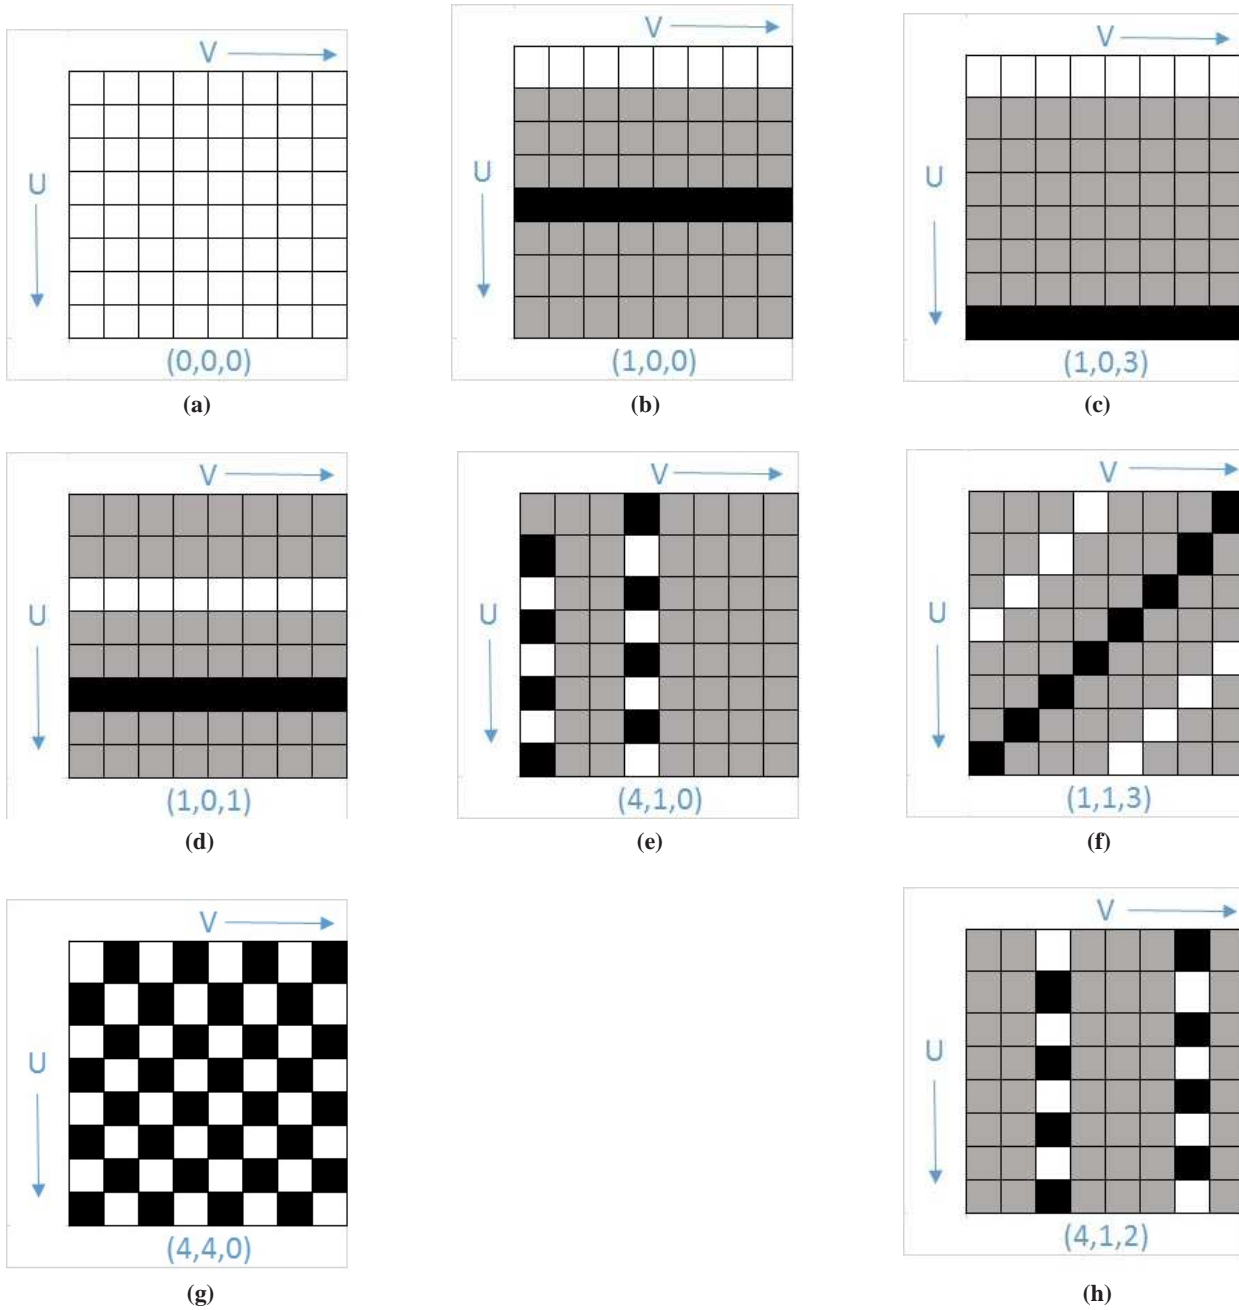 V
U
(0,0,0)
(a)
V
U
(1,0,0)
(b)
V
U
(1,0,3)
(c)
V
U
(1,0,1)
(d)
V
U
(4,1,0)
(e)
V
U
(1,1,3)
(f)
V
U
(4,4,0)
(g)
V
U
(4,1,2)
(h)